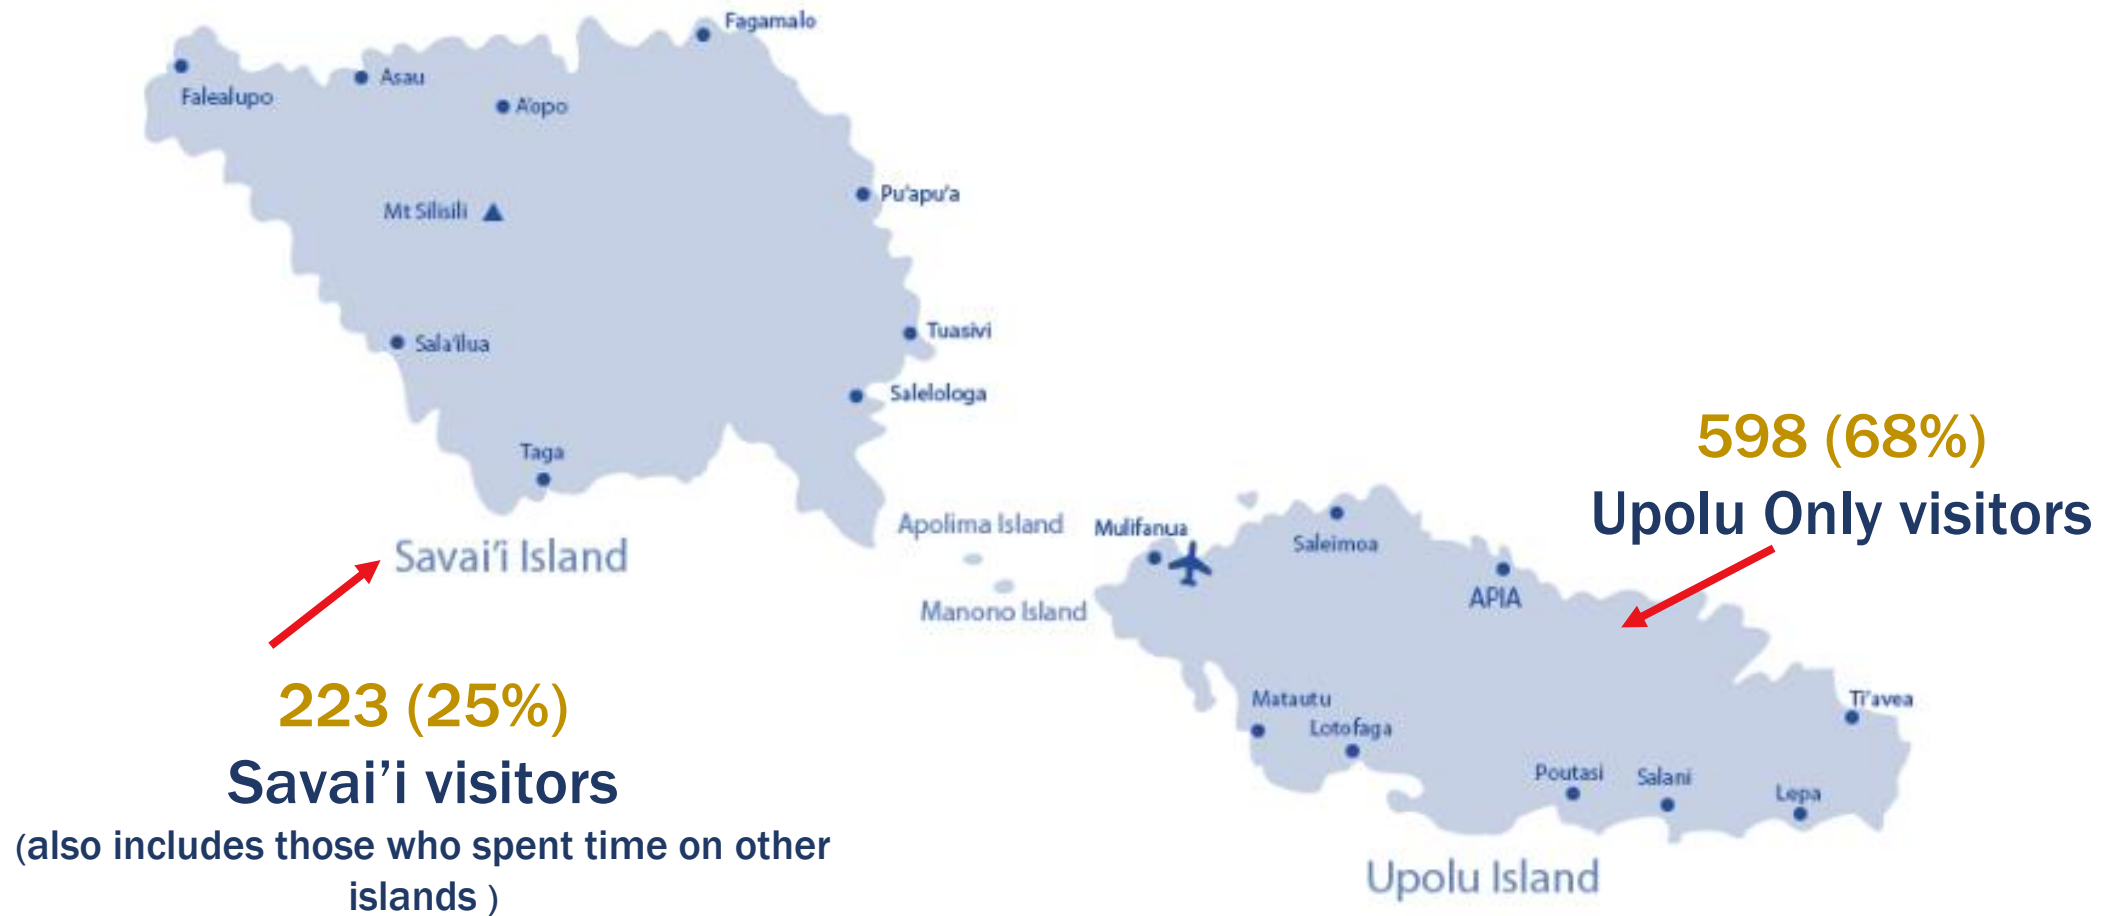 Fagamalo
Asau
Falealupo
A'opo
Pu'apu'a
Mt Silisili
Tuasivi
Sala'ilua
Salelologa
Taga
Savai'i Island
223 (25%)
Savai’i visitors
(also includes those who spent time on other
islands )
Apolima Island
Manono Island
598 (68%)
Upolu Only visitors
Mulifanua
Saleimoa
APIA
Matautu
Lotofaga
Ti'avea
Poutasi
Salani
Lepa
Upolu Island